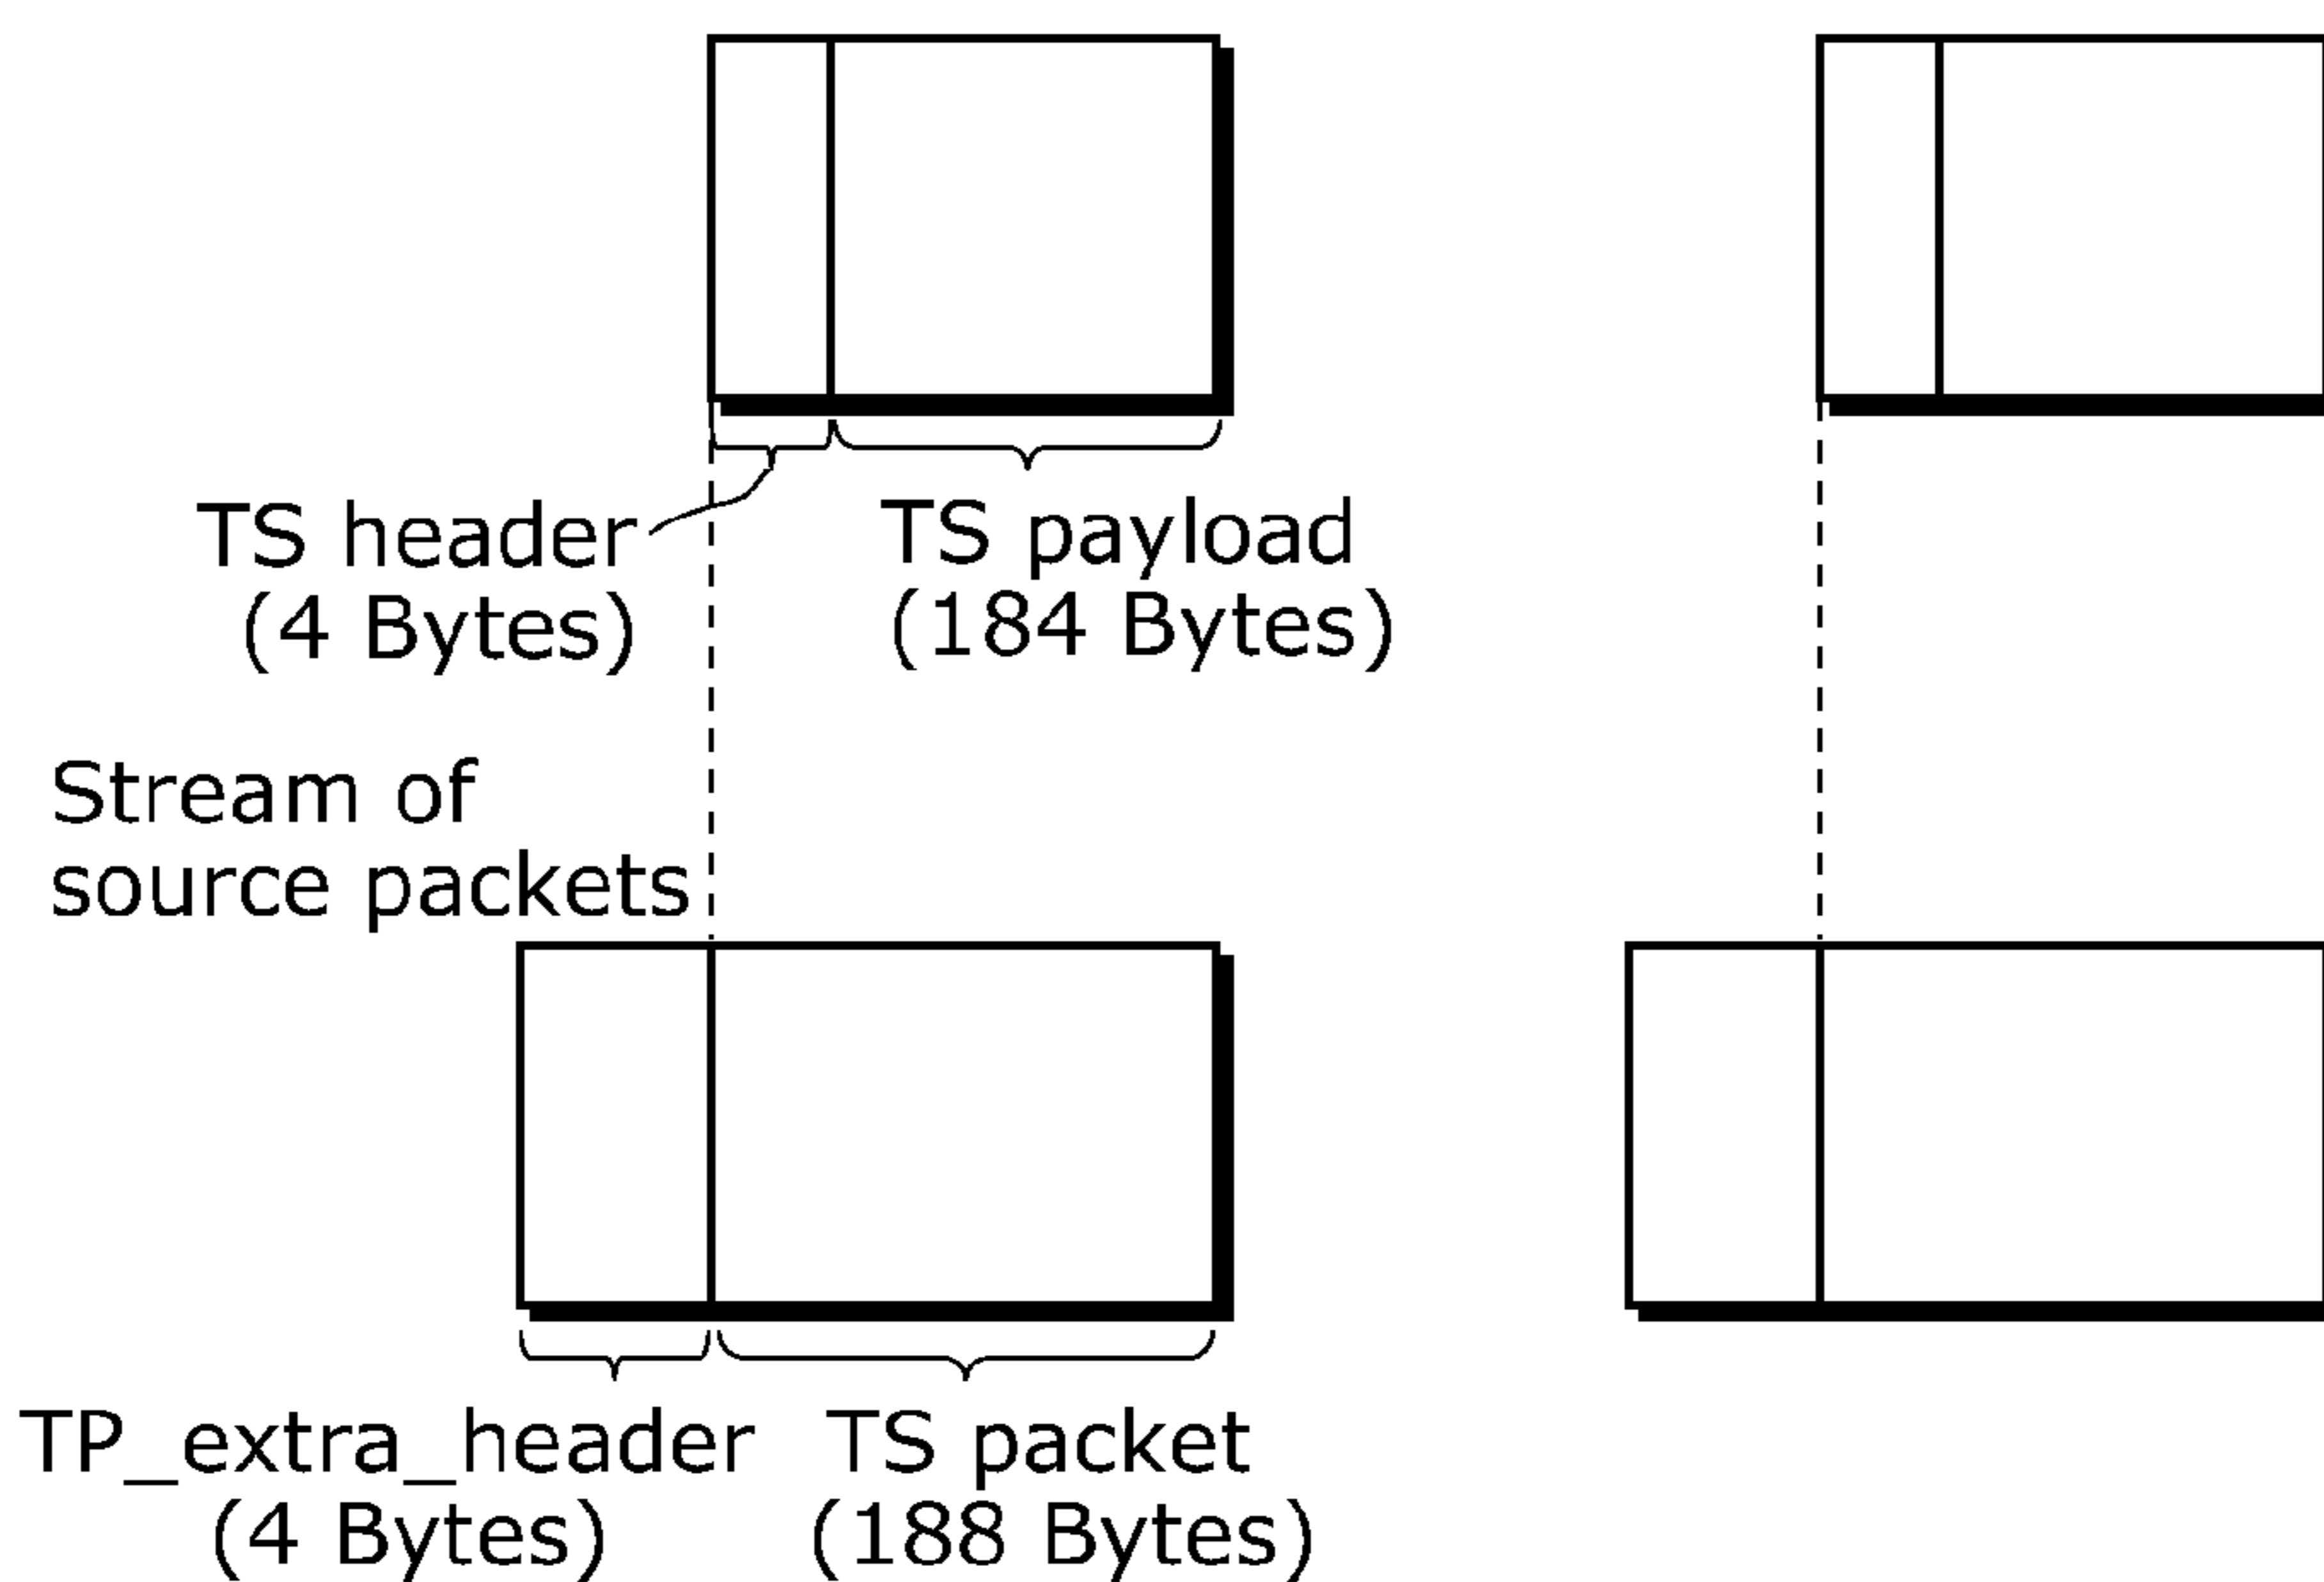 TS header
(4 Bytes)
TS payload
(184 Bytes)
Stream of
source packets
TP_extra_header
(4 Bytes)
TS packet
(188 Bytes)